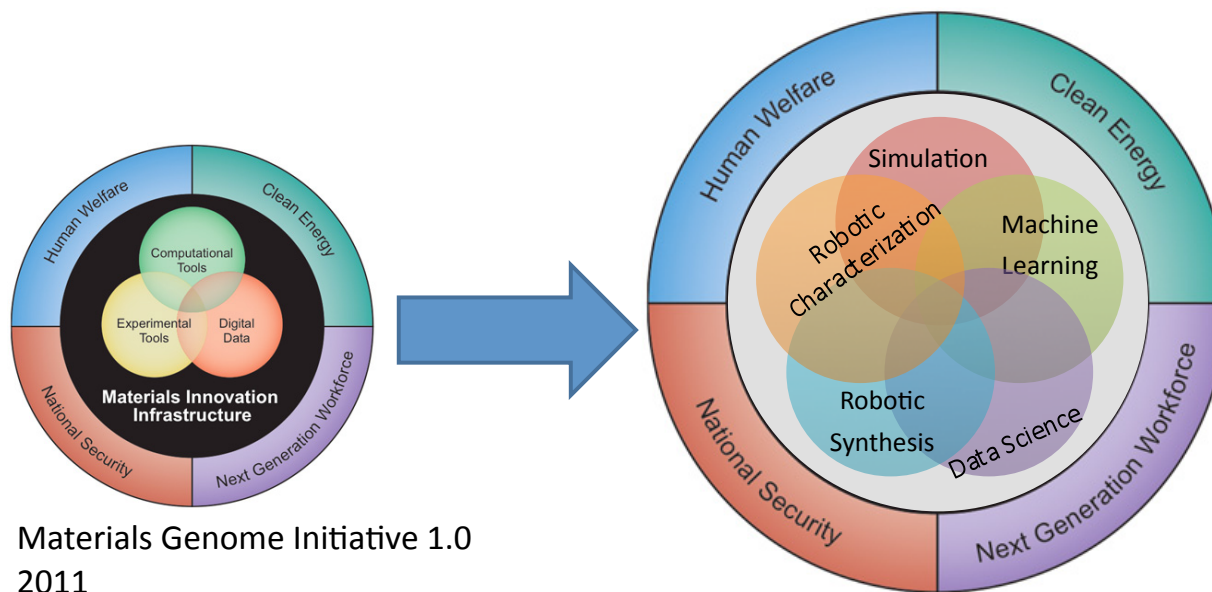 Human Welfare
Clean Energy
Computational
Tools
Experimental
Tools
Digital
Data
Materials Innovation
Infrastructure
National Security
Next Generation Workforce
Materials Genome Initiative 1.0
2011
Human Welfare
Clean Energy
Simulation
Robotic
Characterization
Machine
Learning
Robotic
Synthesis
Data Science
National Security
Next Generation Workforce